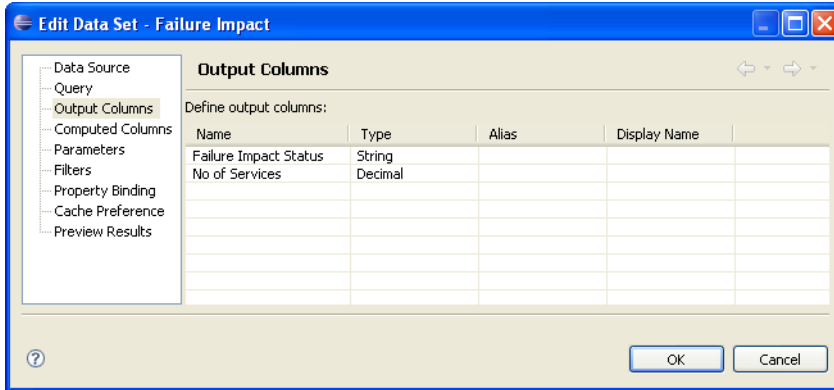 Edit Data Set - Failure Impact
Data Source
Query
Output Columns
Computed Columns
Parameters
Filters
Property Binding
Cache Preference
Preview Results
Output Columns
Define output columns:
Name Type Alias Display Name
Failure Impact Status String
No of Services Decimal
OK Cancel